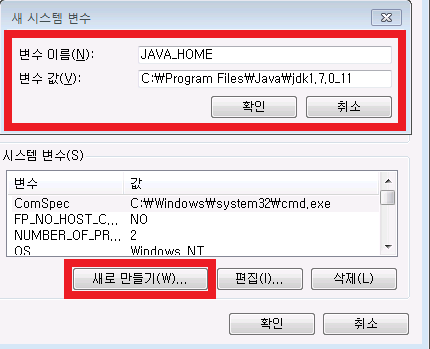 새 시스템 변수
변수 이름(N): JAVA_HOME
변수 값(V): C:₩Program Files₩Java₩jdk1.7.0_11
확인 취소
시스템 변수(S)
변수 값
ComSpec C:₩Windows₩system32₩cmd.exe
FP_NO_HOST_C... NO
NUMBER_OF_PR... 2
OS Windows_NT
새로 만들기(W)... 편집(I)... 삭제(L)
확인 취소